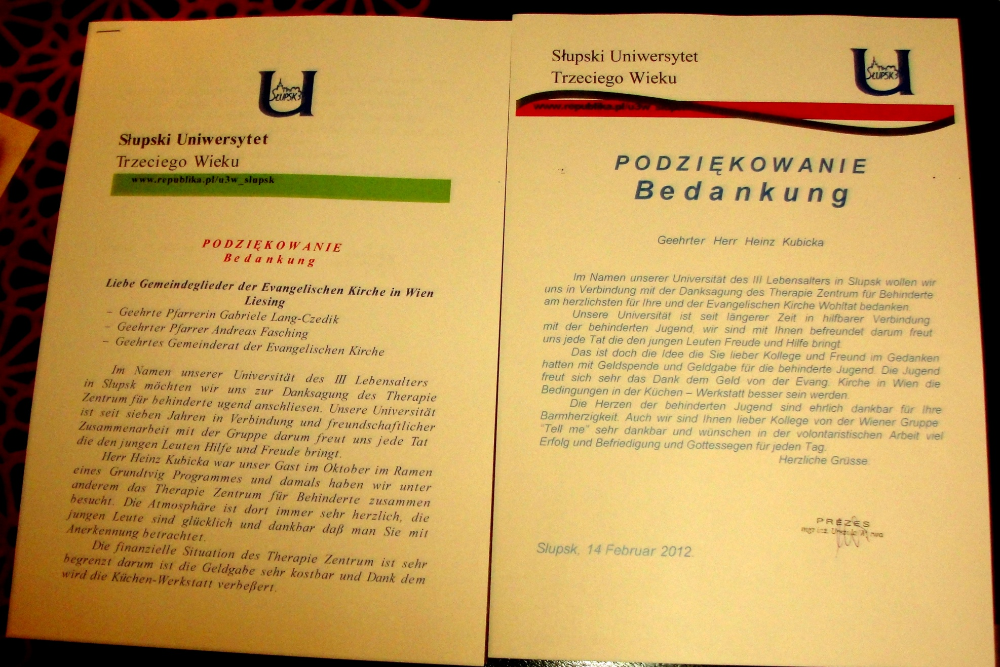 SŁUPSK
Słupski Uniwersytet
Trzeciego Wieku
www.republika.pl/u3w_slupsk
PODZIĘKOWANIE
Bedankung
Liebe Gemeindeglieder der Evangelischen Kirche in Wien
Liesing
– Geehrte Pfarrerin Gabriele Lang-Czedik
– Geehrter Pfarrer Andreas Fasching
– Geehrtes Gemeinderat der Evangelischen Kirche
Im Namen unserer Universität des III Lebensalters
in Slupsk möchten wir uns zur Danksagung des Therapie
Zentrum für behinderte ugend anschliesen. Unsere Universität
ist seit sieben Jahren in Verbindung und freundschaftlicher
Zusammenarbeit mit der Gruppe darum freut uns jede Tat
die den jungen Leuten Hilfe und Freude bringt.
Herr Heinz Kubicka war unser Gast im Oktober im Ramen
eines Grundtvig Programmes und damals haben wir unter
anderem das Therapie Zentrum für Behinderte zusammen
besucht. Die Atmosphäre ist dort immer sehr herzlich, die
jungen Leute sind glücklich und dankbar daß man Sie mit
Anerkennung betrachtet.
Die finanzielle Situation des Therapie Zentrum ist sehr
begrenzt darum ist die Geldgabe sehr kostbar und Dank dem
wird die Küchen-Werkstatt verbeßert.
Słupski Uniwersytet
Trzeciego Wieku
SŁUPSK
www.republika.pl/u3w
PODZIĘKOWANIE
Bedankung
Geehrter Herr Heinz Kubicka
Im Namen unserer Universität des III Lebensalters in Slupsk wollen wir
uns in Verbindung mit der Danksagung des Therapie Zentrum für Behinderte
am herzlichsten für Ihre und der Evangelischen Kirche Wohltat bedanken.
Unsere Universität ist seit längerer Zeit in hilfbarer Verbindung
mit der behinderten Jugend, wir sind mit Ihnen befreundet darum freut
uns jede Tat die den jungen Leuten Freude und Hilfe bringt.
Das ist doch die Idee die Sie lieber Kollege und Freund im Gedanken
hatten mit Geldspende und Geldgabe für die behinderte Jugend. Die Jugend
freut sich sehr das Dank dem Geld von der Evang. Kirche in Wien die
Bedingungen in der Küchen – Werkstatt besser sein werden.
Die Herzen der behinderten Jugend sind ehrlich dankbar für Ihre
Barmherzigkeit. Auch wir sind Ihnen lieber Kollege von der Wiener Gruppe
"Tell me" sehr dankbar und wünschen in der volontaristischen Arbeit viel
Erfolg und Befriedigung und Gottessegen für jeden Tag.
Herzliche Grüsse
PREZES
mgr inż. Urszula
Slupsk, 14 Februar 2012.